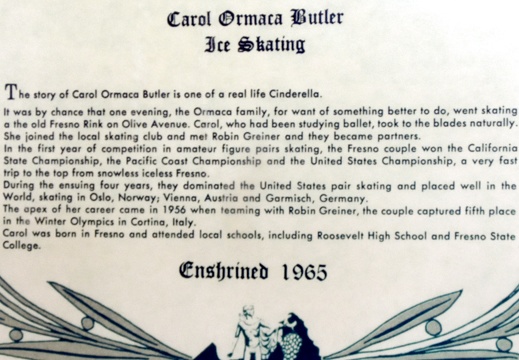 Carol Ormaca Butler
Ice Skating
The story of Carol Ormaca Butler is one of a real life Cinderella.
It was by chance that one evening, the Ormaca family, for want of something better to do, went skating
a the old Fresno Rink on Olive Avenue. Carol, who had been studying ballet, took to the blades naturally.
She joined the local skating club and met Robin Greiner and they became partners.
In the first year of competition in amateur figure pairs skating, the Fresno couple won the California
State Championship, the Pacific Coast Championship and the United States Championship, a very fast
trip to the top from snowless iceless Fresno.
During the ensuing four years, they dominated the United States pair skating and placed well in the
World, skating in Oslo, Norway; Vienna, Austria and Garmisch, Germany.
The apex of her career came in 1956 when teaming with Robin Greiner, the couple captured fifth place
in the Winter Olympics in Cortina, Italy.
Carol was born in Fresno and attended local schools, including Roosevelt High School and Fresno State
College.
Enshrined 1965